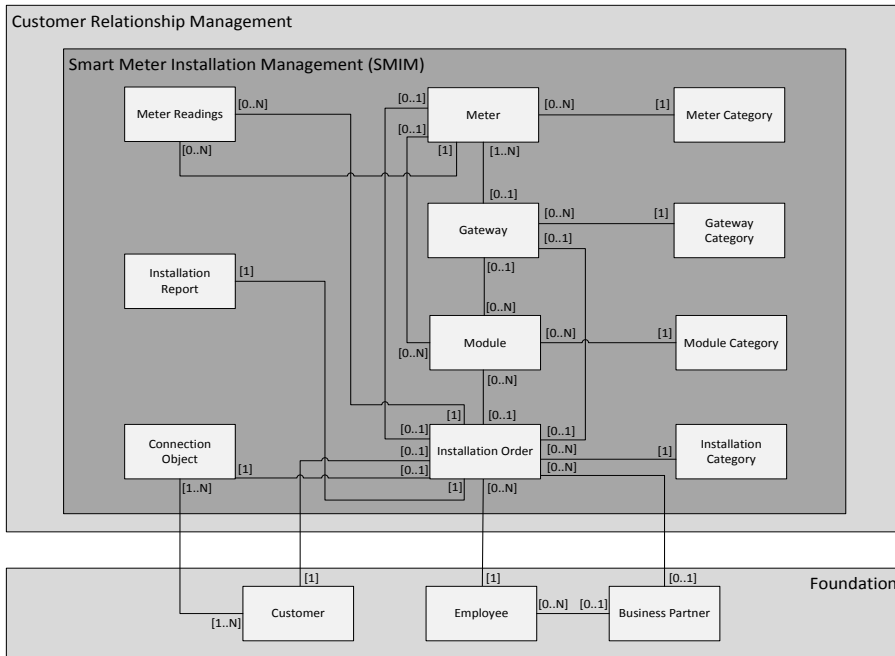 Customer Relationship Management
Smart Meter Installation Management (SMIM)
[0..1]
[0..N]
Meter Readings
[0..N]
Meter
[0..N]
[1]
Meter Category
[0..1]
[0..N]
[1]
[1..N]
[0..1]
[0..N]
[1]
Gateway
Gateway
Category
[0..1]
Installation
Report
[1]
[0..1]
[0..N]
[0..N]
[1]
Module
Module Category
[0..N]
[0..N]
[1]
[0..1]
Connection
Object
[0..1]
[0..1]
Installation Order
[0..1]
[0..N]
[1]
Installation
Category
[1]
[0..1]
[0..N]
[1..N]
[1]
[0..N]
Foundation
[1]
[1]
[0..1]
Customer
Employee
[0..N]
[0..1]
Business Partner
[1..N]